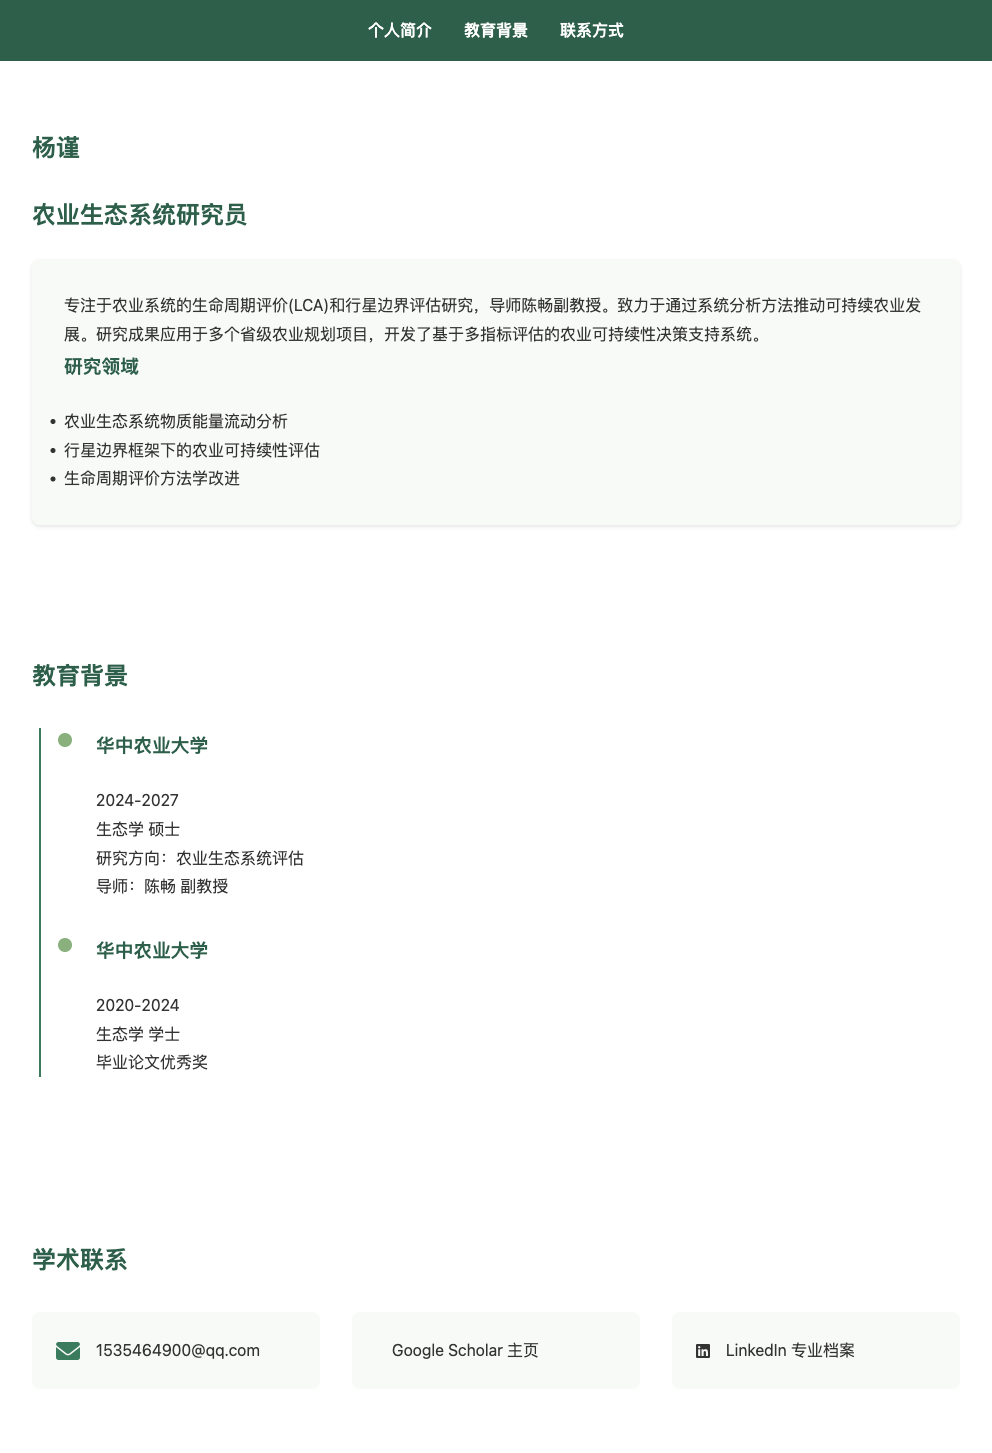 个人简介 教育背景 联系方式
杨谨
农业生态系统研究员
专注于农业系统的生命周期评价(LCA)和行星边界评估研究，导师陈畅副教授。致力于通过系统分析方法推动可持续农业发
展。研究成果应用于多个省级农业规划项目，开发了基于多指标评估的农业可持续性决策支持系统。
研究领域
• 农业生态系统物质能量流动分析
• 行星边界框架下的农业可持续性评估
• 生命周期评价方法学改进
教育背景
华中农业大学
2024-2027
生态学 硕士
研究方向：农业生态系统评估
导师：陈畅 副教授
华中农业大学
2020-2024
生态学 学士
毕业论文优秀奖
学术联系
1535464900@qq.com
Google Scholar 主页
LinkedIn 专业档案